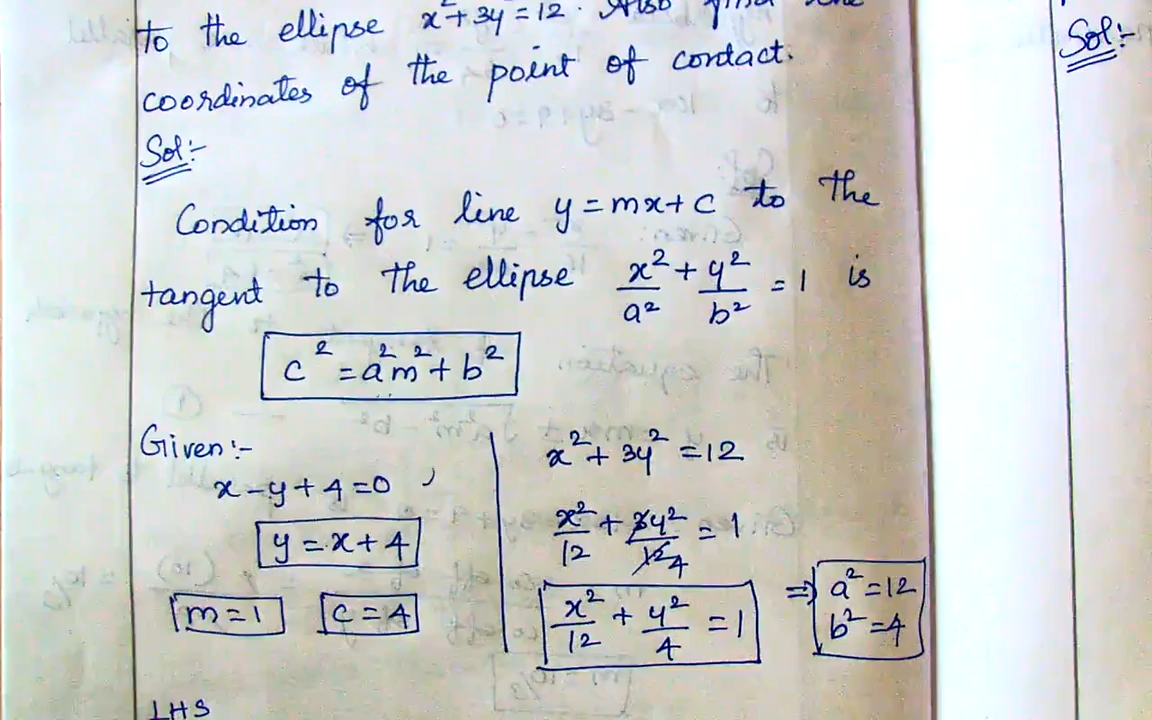 to the ellipse x²+3y=12. Also find the
coordinates of the point of contact.
Sol:-
Condition for line y=mx+c to the
tangent to the ellipse x²/a² + y²/b² = 1 is
c² = a²m² + b²
Given:-
x-y+4=0,
y=x+4
m=1 c=4
x²+3y²=12
x²/12 + 3y²/12 4 = 1
x²/12 + y²/4 = 1 ⇒ a²=12
b²=4
LHS
Sol:-